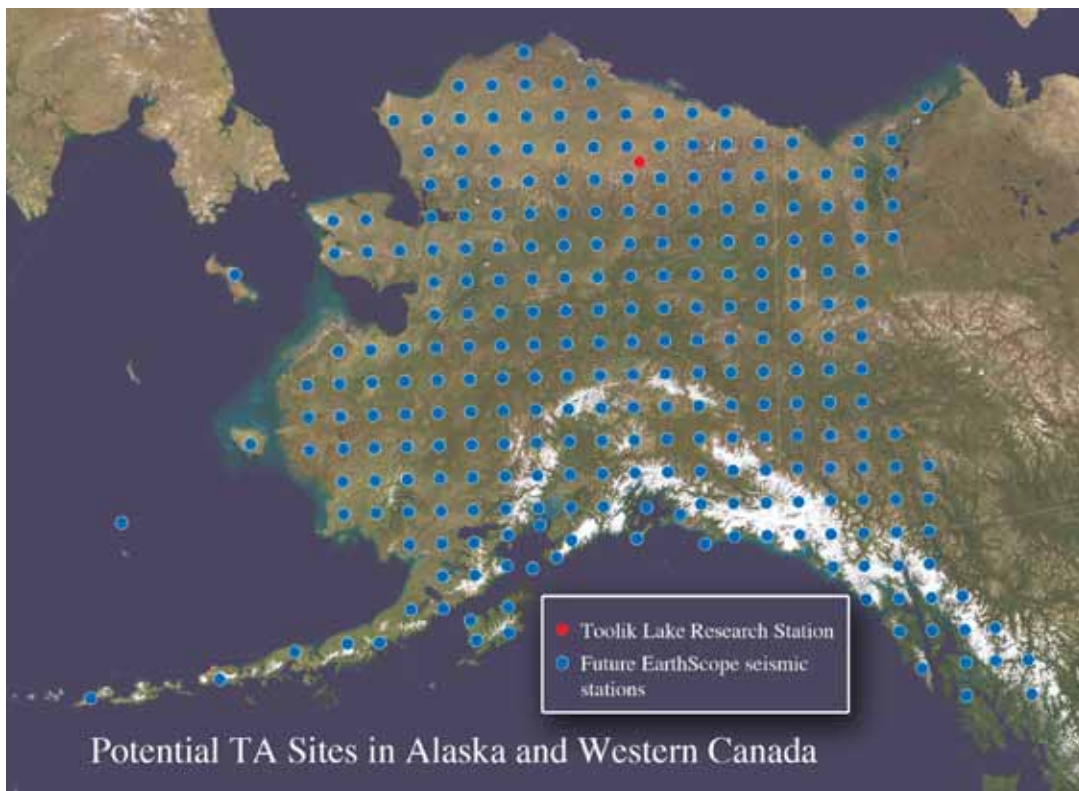 Toolik Lake Research Station
Future EarthScope seismic
stations
Potential TA Sites in Alaska and Western Canada